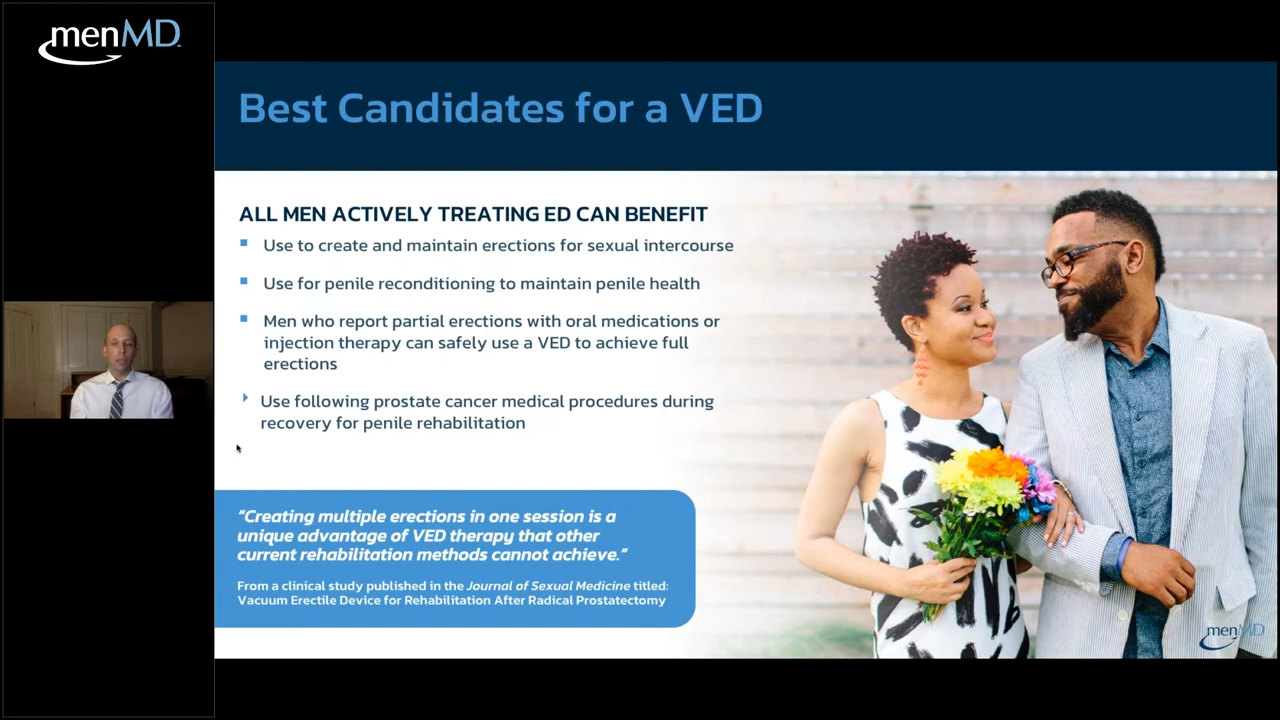 menMD
Best Candidates for a VED
ALL MEN ACTIVELY TREATING ED CAN BENEFIT
Use to create and maintain erections for sexual intercourse
Use for penile reconditioning to maintain penile health
Men who report partial erections with oral medications or
injection therapy can safely use a VED to achieve full
erections
Use following prostate cancer medical procedures during
recovery for penile rehabilitation
"Creating multiple erections in one session is a
unique advantage of VED therapy that other
current rehabilitation methods cannot achieve."
From a clinical study published in the Journal of Sexual Medicine titled:
Vacuum Erectile Device for Rehabilitation After Radical Prostatectomy
menMD